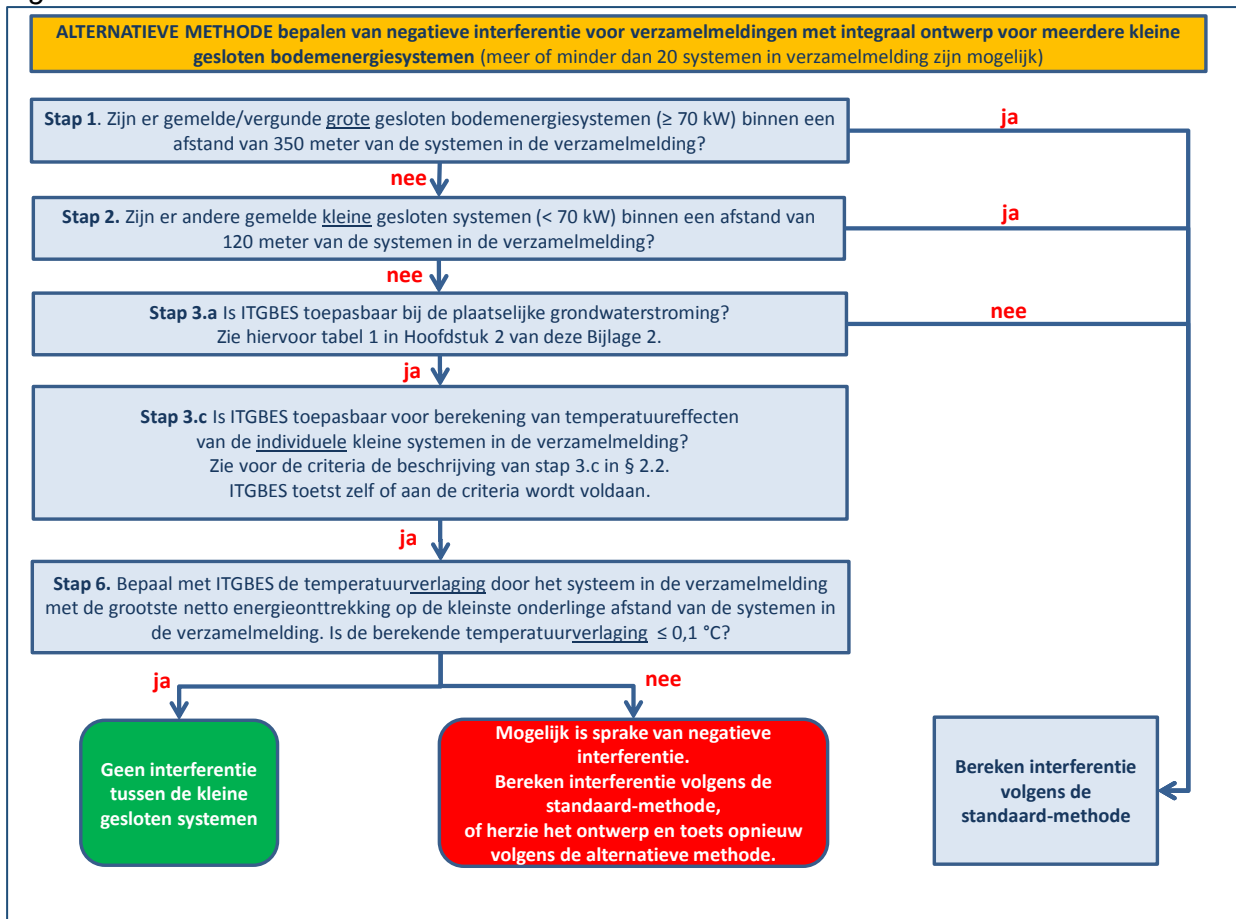 ALTERNATIEVE METHODE bepalen van negatieve interferentie voor verzamelmeldingen met integraal ontwerp voor meerdere kleine
gesloten bodemenergiesystemen (meer of minder dan 20 systemen in verzamelmelding zijn mogelijk)
Stap 1. Zijn er gemelde/vergunde grote gesloten bodemenergiesystemen (≥ 70 kW) binnen een
afstand van 350 meter van de systemen in de verzamelmelding?
ja
nee
Stap 2. Zijn er andere gemelde kleine gesloten systemen (< 70 kW) binnen een afstand van
120 meter van de systemen in de verzamelmelding?
ja
nee
Stap 3.a Is ITGBES toepasbaar bij de plaatselijke grondwaterstroming?
Zie hiervoor tabel 1 in Hoofdstuk 2 van deze Bijlage 2.
nee
ja
Stap 3.c Is ITGBES toepasbaar voor berekening van temperatuureffecten
van de individuele kleine systemen in de verzamelmelding?
Zie voor de criteria de beschrijving van stap 3.c in § 2.2.
ITGBES toetst zelf of aan de criteria wordt voldaan.
ja
Stap 6. Bepaal met ITGBES de temperatuurverlaging door het systeem in de verzamelmelding
met de grootste netto energieonttrekking op de kleinste onderlinge afstand van de systemen in
de verzamelmelding. Is de berekende temperatuurverlaging ≤ 0,1 °C?
ja
nee
Geen interferentie
tussen de kleine
gesloten systemen
Mogelijk is sprake van negatieve
interferentie.
Bereken interferentie volgens de
standaard-methode,
of herzie het ontwerp en toets opnieuw
volgens de alternatieve methode.
Bereken interferentie
volgens de
standaard-methode